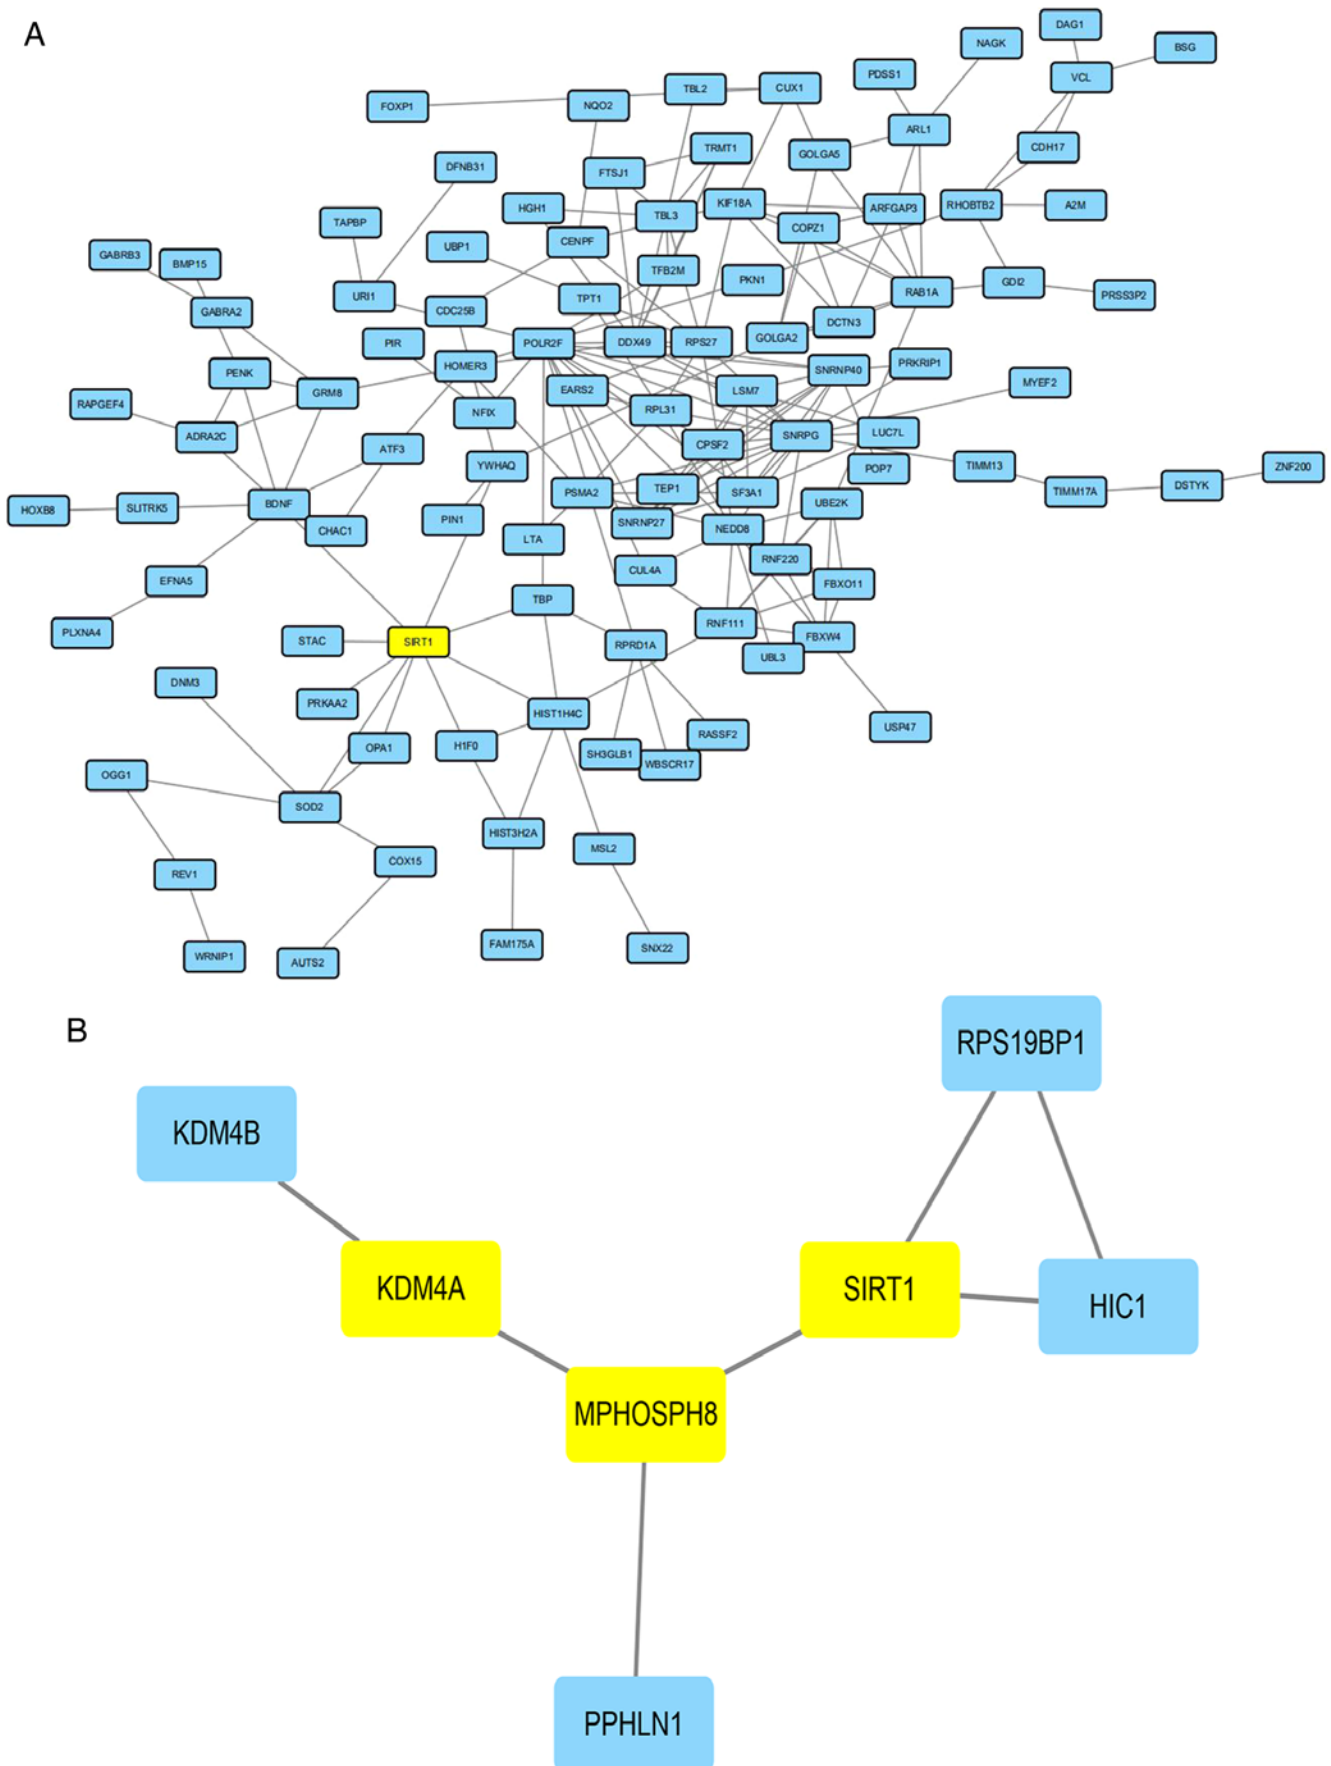 A
DAG1
NAGK
BSG
PDSS1
VCL
TBL2
CUX1
FOXP1
NQO2
ARL1
TRMT1
GOLGA5
CDH17
DFNB31
FTSJ1
KIF18A
ARFGAP3
RHOBTB2
A2M
HGH1
TBL3
TAPBP
COPZ1
CENPF
UBP1
GABRB3
BMP15
TFB2M
PKN1
GDI2
RAB1A
PRSS3P2
URI1
TPT1
GABRA2
CDC25B
DCTN3
GOLGA2
PIR
POLR2F
DDX49
RPS27
HOMER3
SNRNP40
PRKRIP1
PENK
MYEF2
GRM8
EARS2
LSM7
RAPGEF4
NFIX
RPL31
ADRA2C
ATF3
CPSF2
SNRPG
LUC7L
YWHAQ
POP7
TIMM13
ZNF200
HOXB8
SLITRK5
BDNF
PSMA2
TEP1
SF3A1
TIMM17A
DSTYK
UBE2K
CHAC1
PIN1
SNRNP27
NEDD8
LTA
RNF220
EFNA5
CUL4A
FBXO11
TBP
PLXNA4
STAC
SIRT1
RPRD1A
RNF111
FBXW4
UBL3
DNM3
PRKAA2
HIST1H4C
USP47
OPA1
H1F0
SH3GLB1
WBSCR17
RASSF2
OGG1
SOD2
HIST3H2A
MSL2
COX15
REV1
WRNIP1
AUTS2
FAM175A
SNX22
B
RPS19BP1
KDM4B
KDM4A
SIRT1
HIC1
MPHOSPH8
PPHLN1